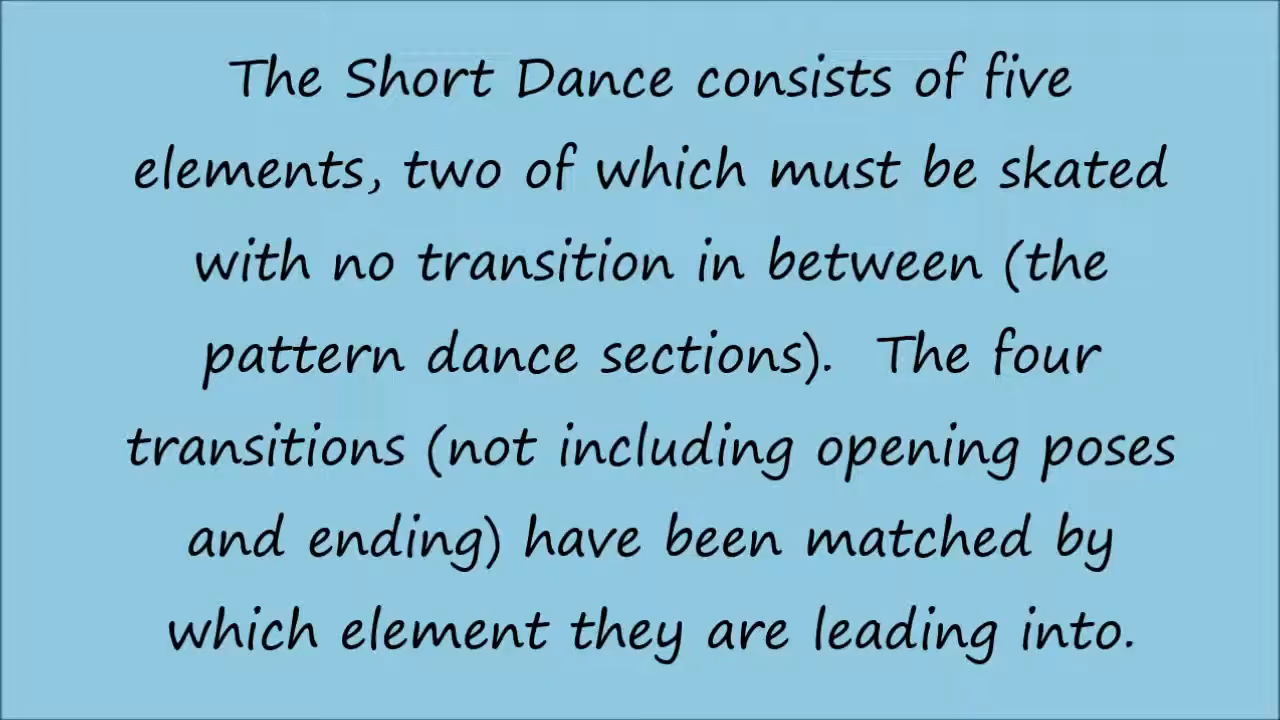 The Short Dance consists of five
elements, two of which must be skated
with no transition in between (the
pattern dance sections).  The four
transitions (not including opening poses
and ending) have been matched by
which element they are leading into.